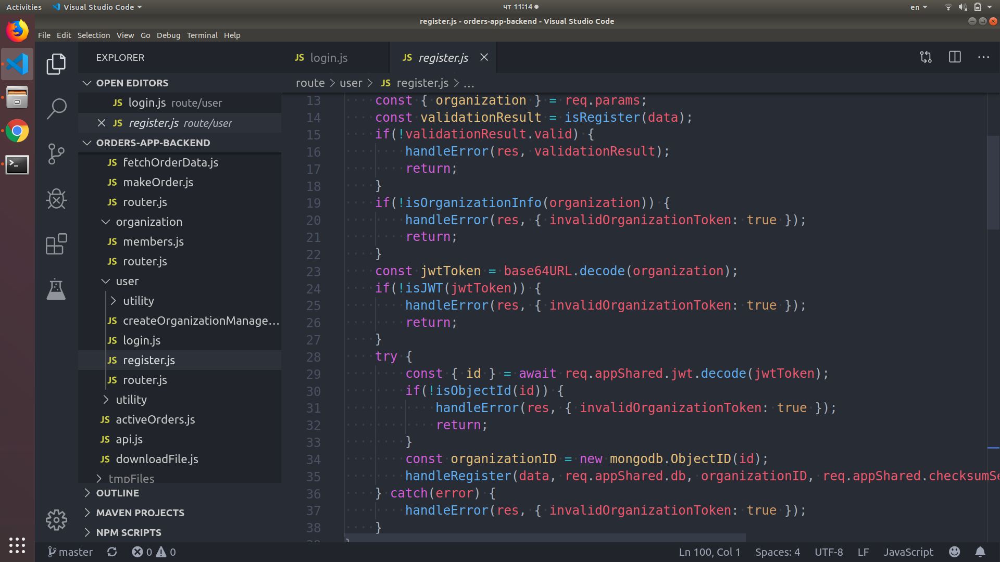 Activities
Visual Studio Code
чт 11:14
en
register.js - orders-app-backend - Visual Studio Code
File Edit Selection View Go Debug Terminal Help
EXPLORER
OPEN EDITORS
JS login.js route/user
JS register.js route/user
ORDERS-APP-BACKEND
JS fetchOrderData.js
JS makeOrder.js
JS router.js
organization
JS members.js
JS router.js
user
utility
JS createOrganizationManage...
JS login.js
JS register.js
JS router.js
utility
JS activeOrders.js
JS api.js
JS downloadFile.js
tmpFiles
OUTLINE
MAVEN PROJECTS
NPM SCRIPTS
JS login.js
JS register.js
route > user > JS register.js > ...
13 const { organization } = req.params;
14 const validationResult = isRegister(data);
15 if(!validationResult.valid) {
16 handleError(res, validationResult);
17 return;
18 }
19 if(!isOrganizationInfo(organization)) {
20 handleError(res, { invalidOrganizationToken: true });
21 return;
22 }
23 const jwtToken = base64URL.decode(organization);
24 if(!isJWT(jwtToken)) {
25 handleError(res, { invalidOrganizationToken: true });
26 return;
27 }
28 try {
29 const { id } = await req.appShared.jwt.decode(jwtToken);
30 if(!isObjectId(id)) {
31 handleError(res, { invalidOrganizationToken: true });
32 return;
33 }
34 const organizationID = new mongodb.ObjectID(id);
35 handleRegister(data, req.appShared.db, organizationID, req.appShared.checksumSe
36 } catch(error) {
37 handleError(res, { invalidOrganizationToken: true });
38 }
master
0 0
Ln 100, Col 1
Spaces: 4
UTF-8
LF
JavaScript